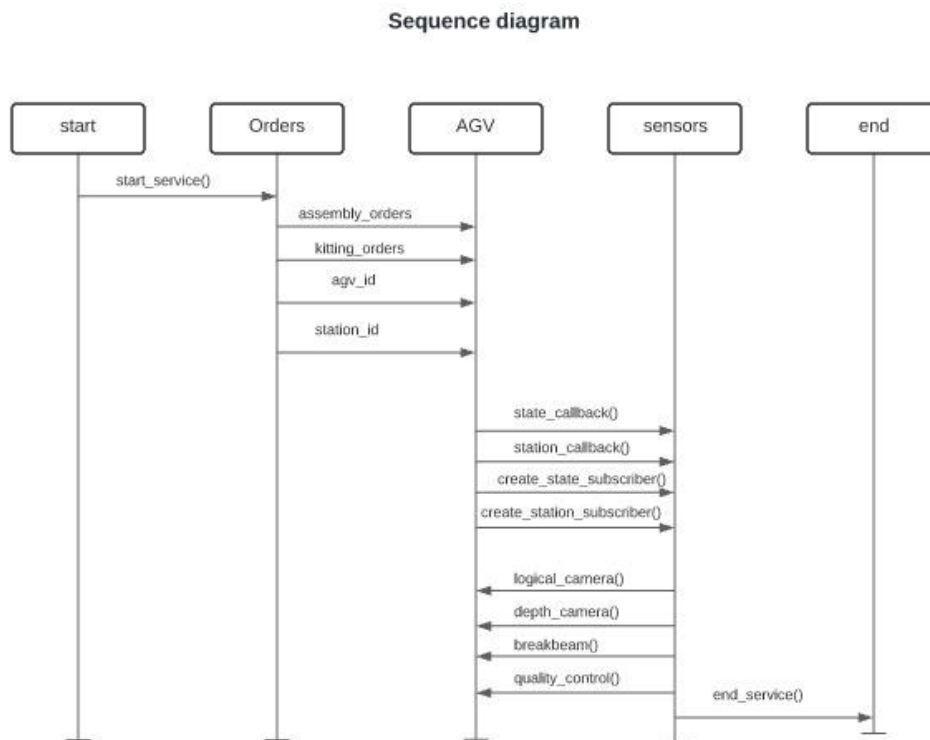 Sequence diagram
start
Orders
AGV
sensors
end
start_service()
assembly_orders
kitting_orders
agv_id
station_id
state_callback()
station_callback()
create_state_subscriber()
create_station_subscriber()
logical_camera()
depth_camera()
breakbeam()
quality_control()
end_service()